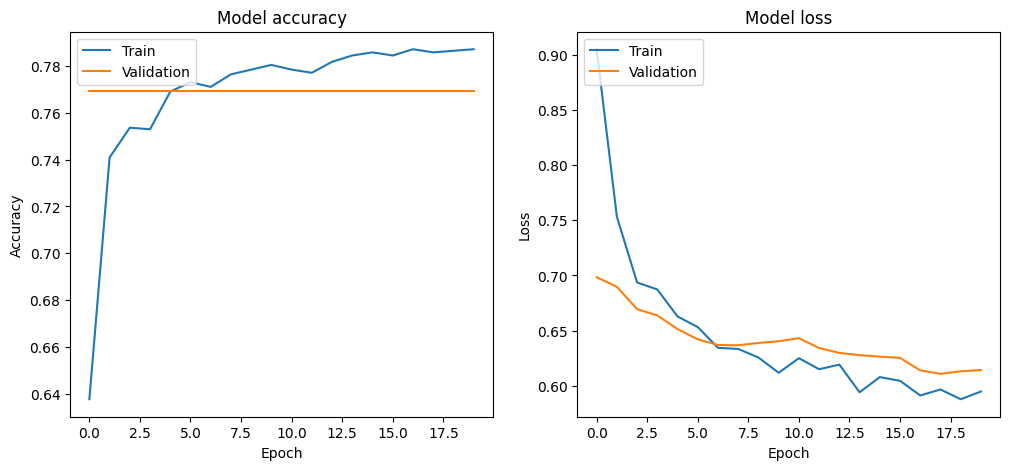 Model accuracy
Train
Validation
0.78
0.76
0.74
0.72
0.70
0.68
0.66
0.64
Accuracy
0.0 2.5 5.0 7.5 10.0 12.5 15.0 17.5
Epoch
Model loss
Train
Validation
0.90
0.85
0.80
0.75
0.70
0.65
0.60
Loss
0.0 2.5 5.0 7.5 10.0 12.5 15.0 17.5
Epoch